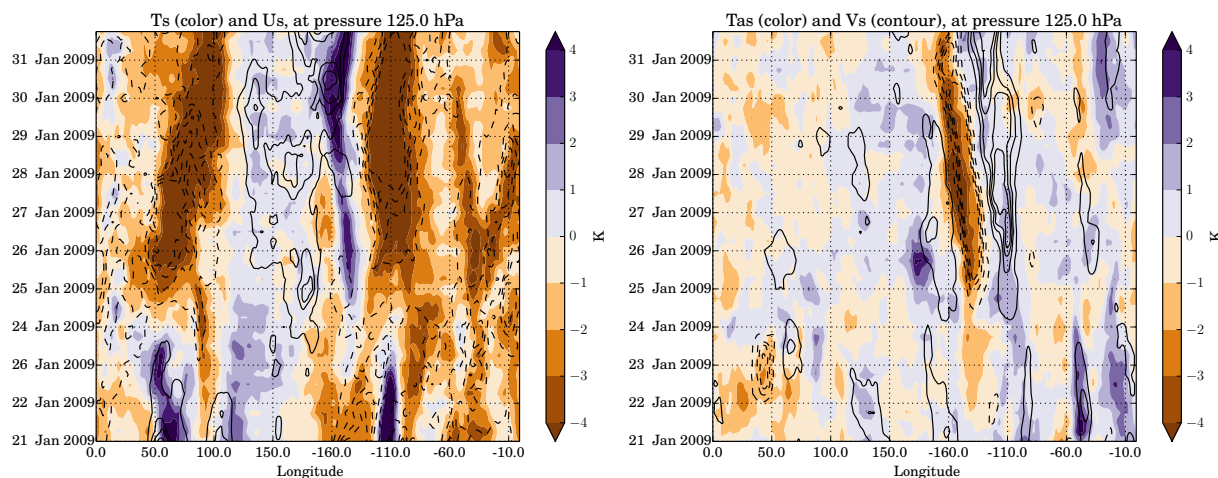 Ts (color) and Us, at pressure 125.0 hPa
31 Jan 2009
30 Jan 2009
29 Jan 2009
28 Jan 2009
27 Jan 2009
26 Jan 2009
25 Jan 2009
24 Jan 2009
26 Jan 2009
22 Jan 2009
21 Jan 2009
0.0 50.0 100.0 -160.0 -110.0 -60.0 -10.0
Longitude
4
3
2
1
0
−1
−2
−3
−4
K
Tas (color) and Vs (contour), at pressure 125.0 hPa
31 Jan 2009
30 Jan 2009
29 Jan 2009
28 Jan 2009
27 Jan 2009
26 Jan 2009
25 Jan 2009
24 Jan 2009
23 Jan 2009
22 Jan 2009
21 Jan 2009
0.0 50.0 100.0 -160.0 -110.0 -60.0 -10.0
Longitude
4
3
2
1
0
−1
−2
−3
−4
K